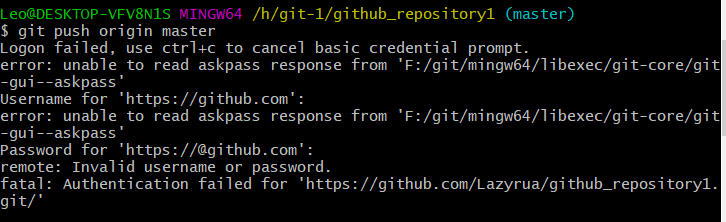 Leo@DESKTOP-VFV8N1S MINGW64 /h/git-1/github_repository1 (master)
$ git push origin master
Logon failed, use ctrl+c to cancel basic credential prompt.
error: unable to read askpass response from 'F:/git/mingw64/libexec/git-core/git
-gui--askpass'
Username for 'https://github.com':
error: unable to read askpass response from 'F:/git/mingw64/libexec/git-core/git
-gui--askpass'
Password for 'https://@github.com':
remote: Invalid username or password.
fatal: Authentication failed for 'https://github.com/Lazyrua/github_repository1.
git/'